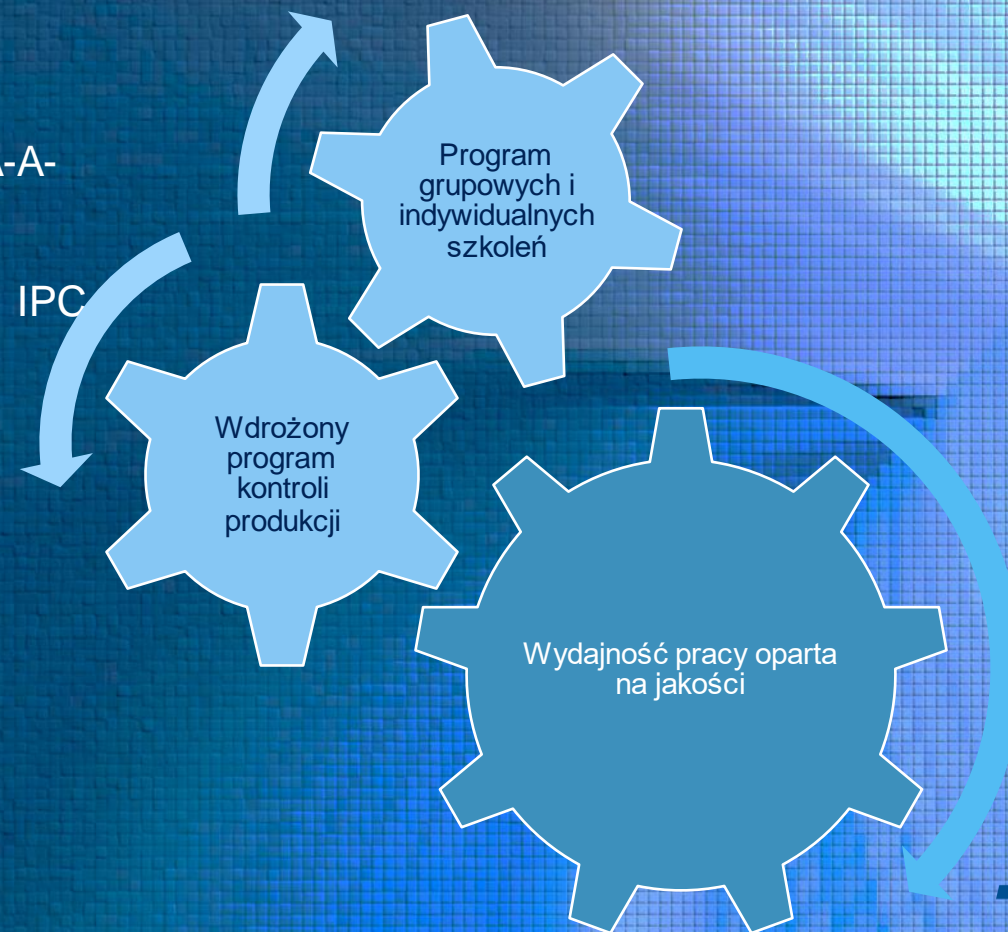 A-A-
IPC
Program
grupowych i
indywidualnych
szkoleń
Wdrożony
program
kontroli
produkcji
Wydajność pracy oparta
na jakości